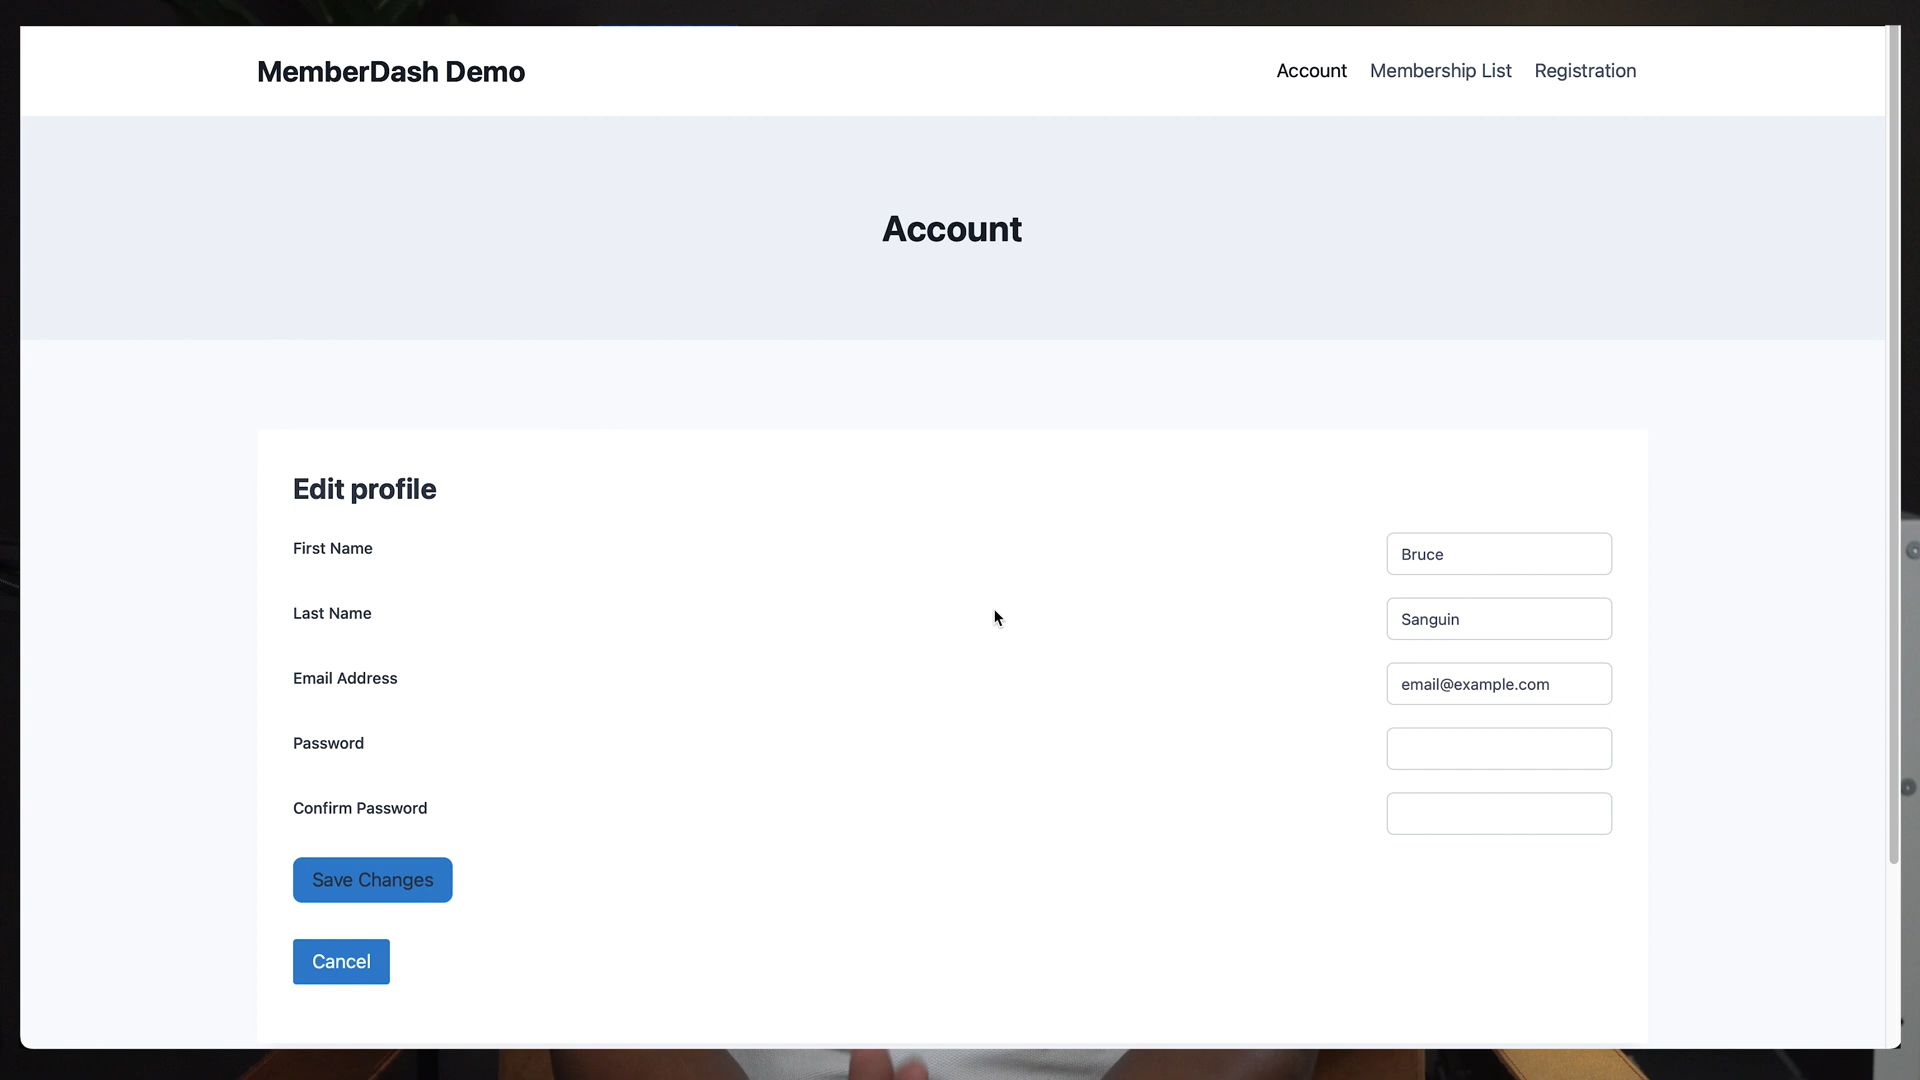 MemberDash Demo
Account Membership List Registration
Account
Edit profile
First Name
Bruce
Last Name
Sanguin
Email Address
email@example.com
Password
Confirm Password
Save Changes
Cancel